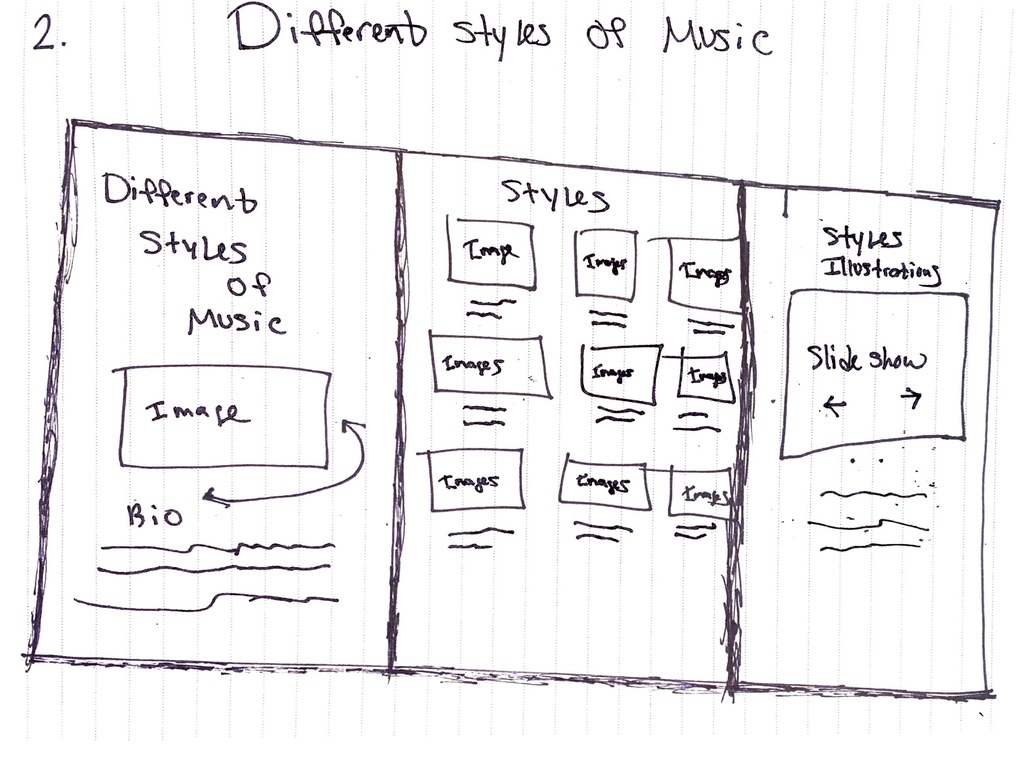 2. Different styles of Music
Different
Styles
of
Music
Image
Bio
Styles
Image
Images
Images
Images
Images
Images
Images
Images
Images
Styles
Illustrations
Slide show